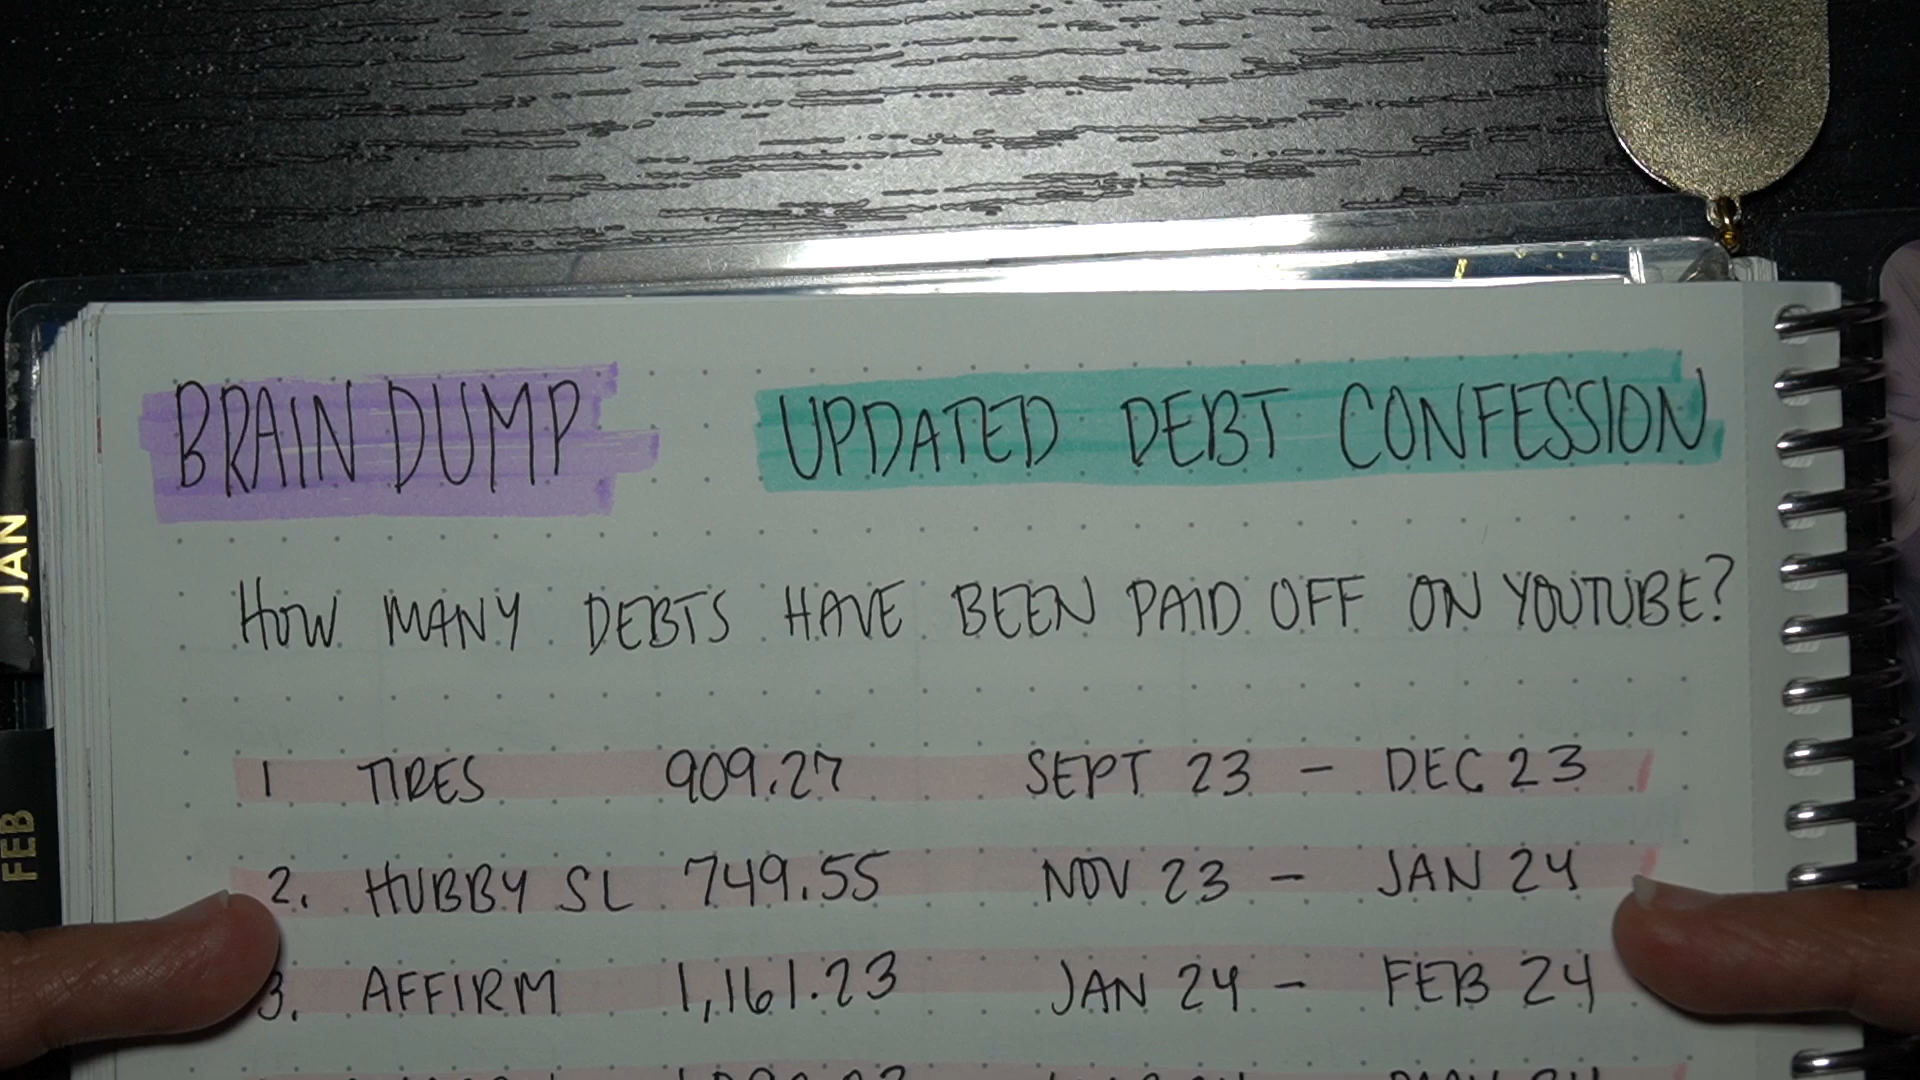 BRAIN DUMP UPDATED DEBT CONFESSION
HOW MANY DEBTS HAVE BEEN PAID OFF ON YOUTUBE?
JAN
1 TIRES 909.27 SEPT 23 - DEC 23
2. HUBBY SL 749.55 NOV 23 - JAN 24
FEB
3. AFFIRM 1,161.23 JAN 24 - FEB 24